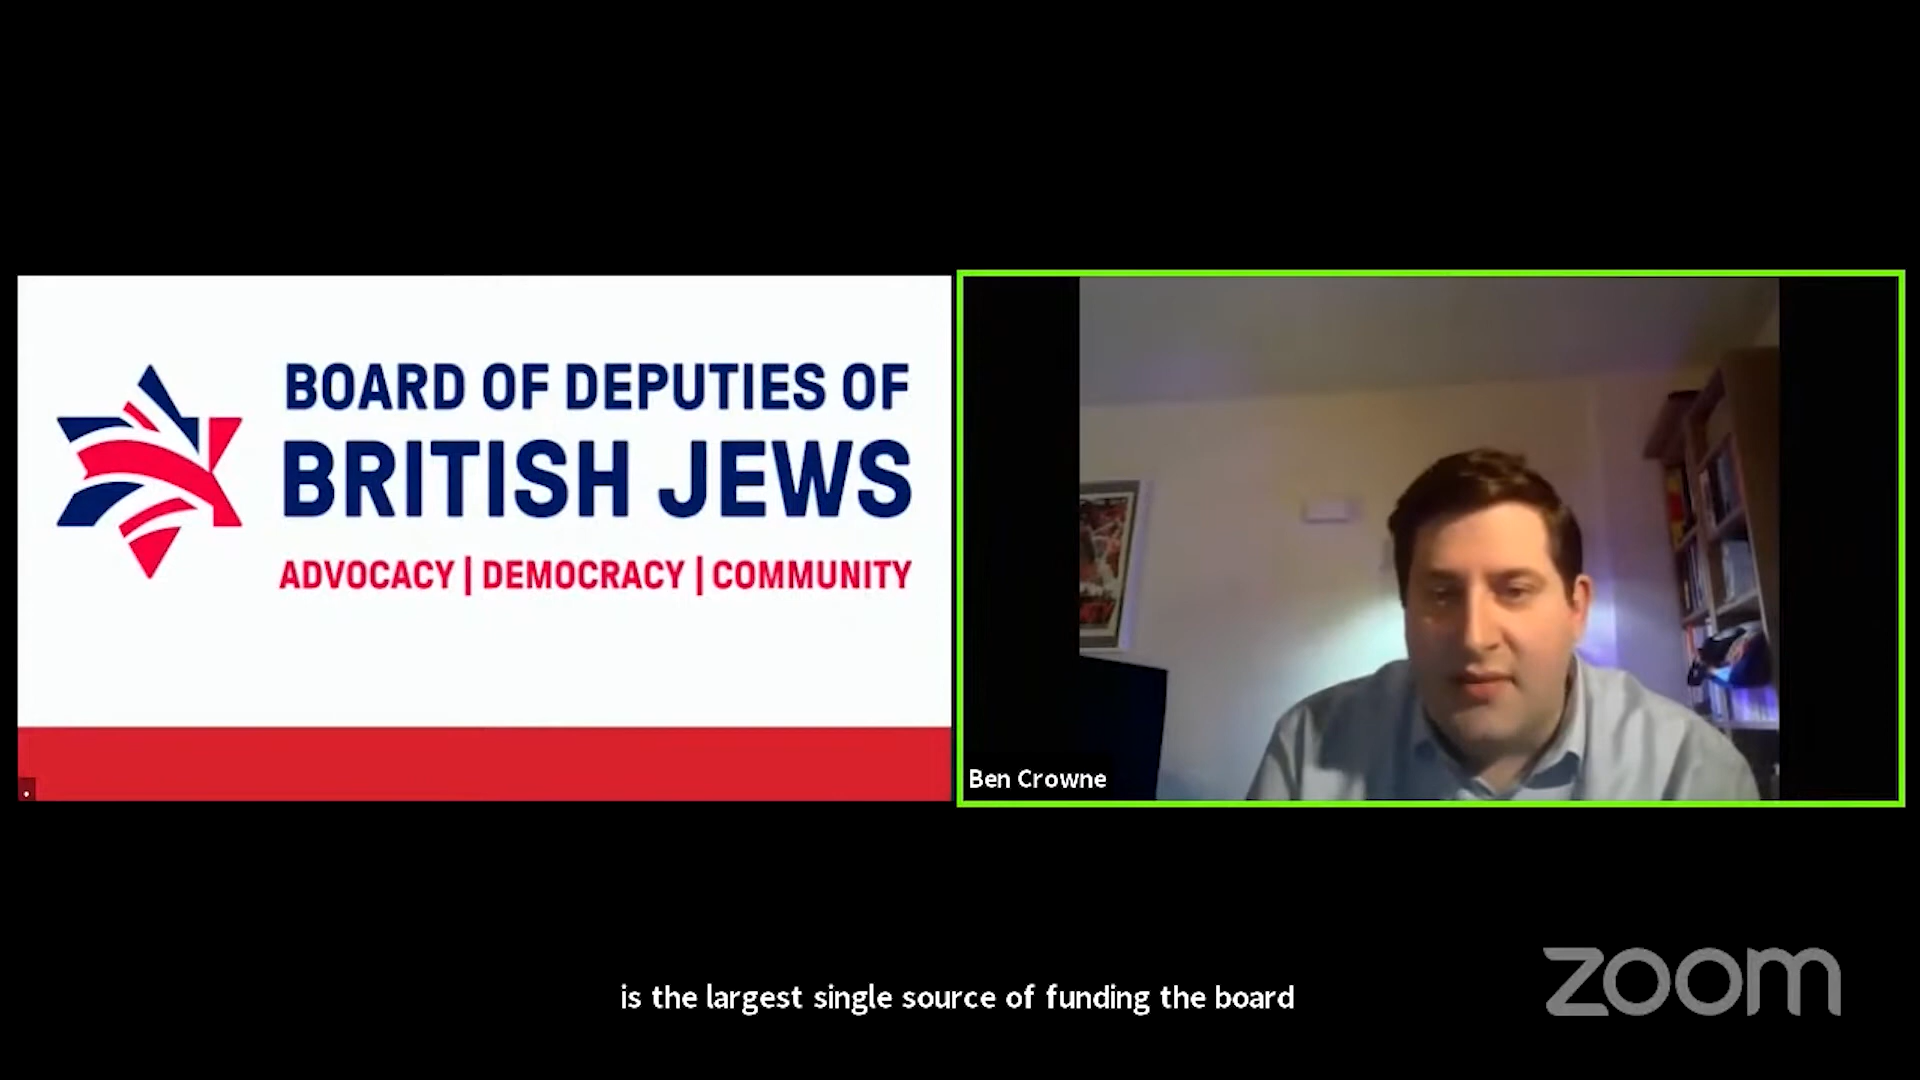 BOARD OF DEPUTIES OF
BRITISH JEWS
ADVOCACY | DEMOCRACY | COMMUNITY
Ben Crowne
is the largest single source of funding the board
zoom